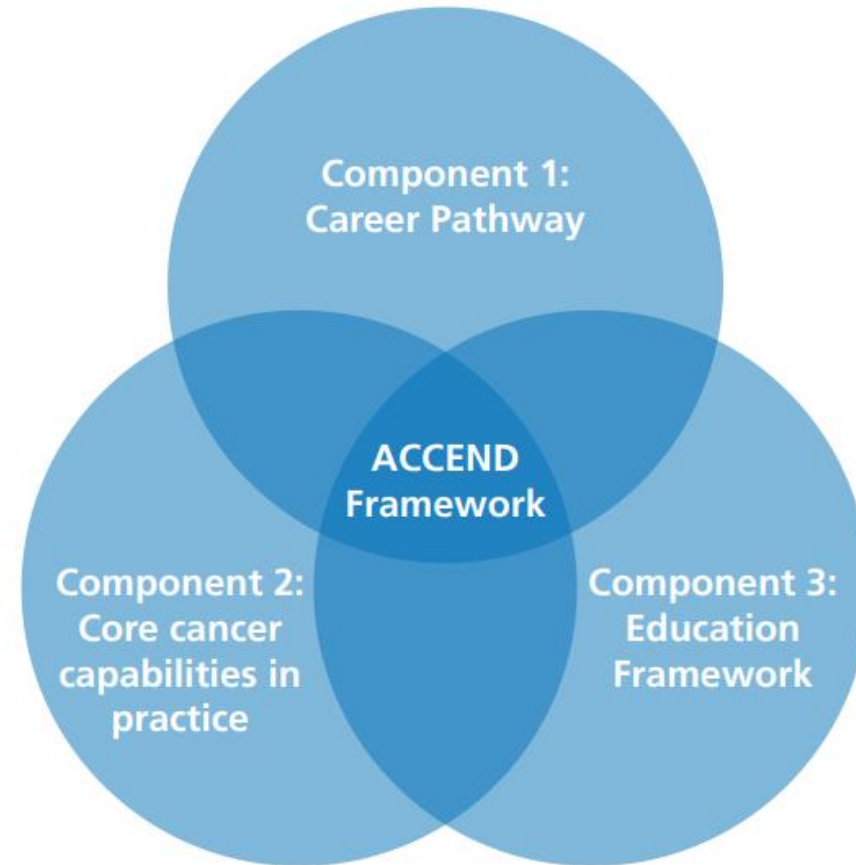 Component 1:
Career Pathway
ACCEND
Framework
Component 2:
Core cancer
capabilities in
practice
Component 3:
Education
Framework